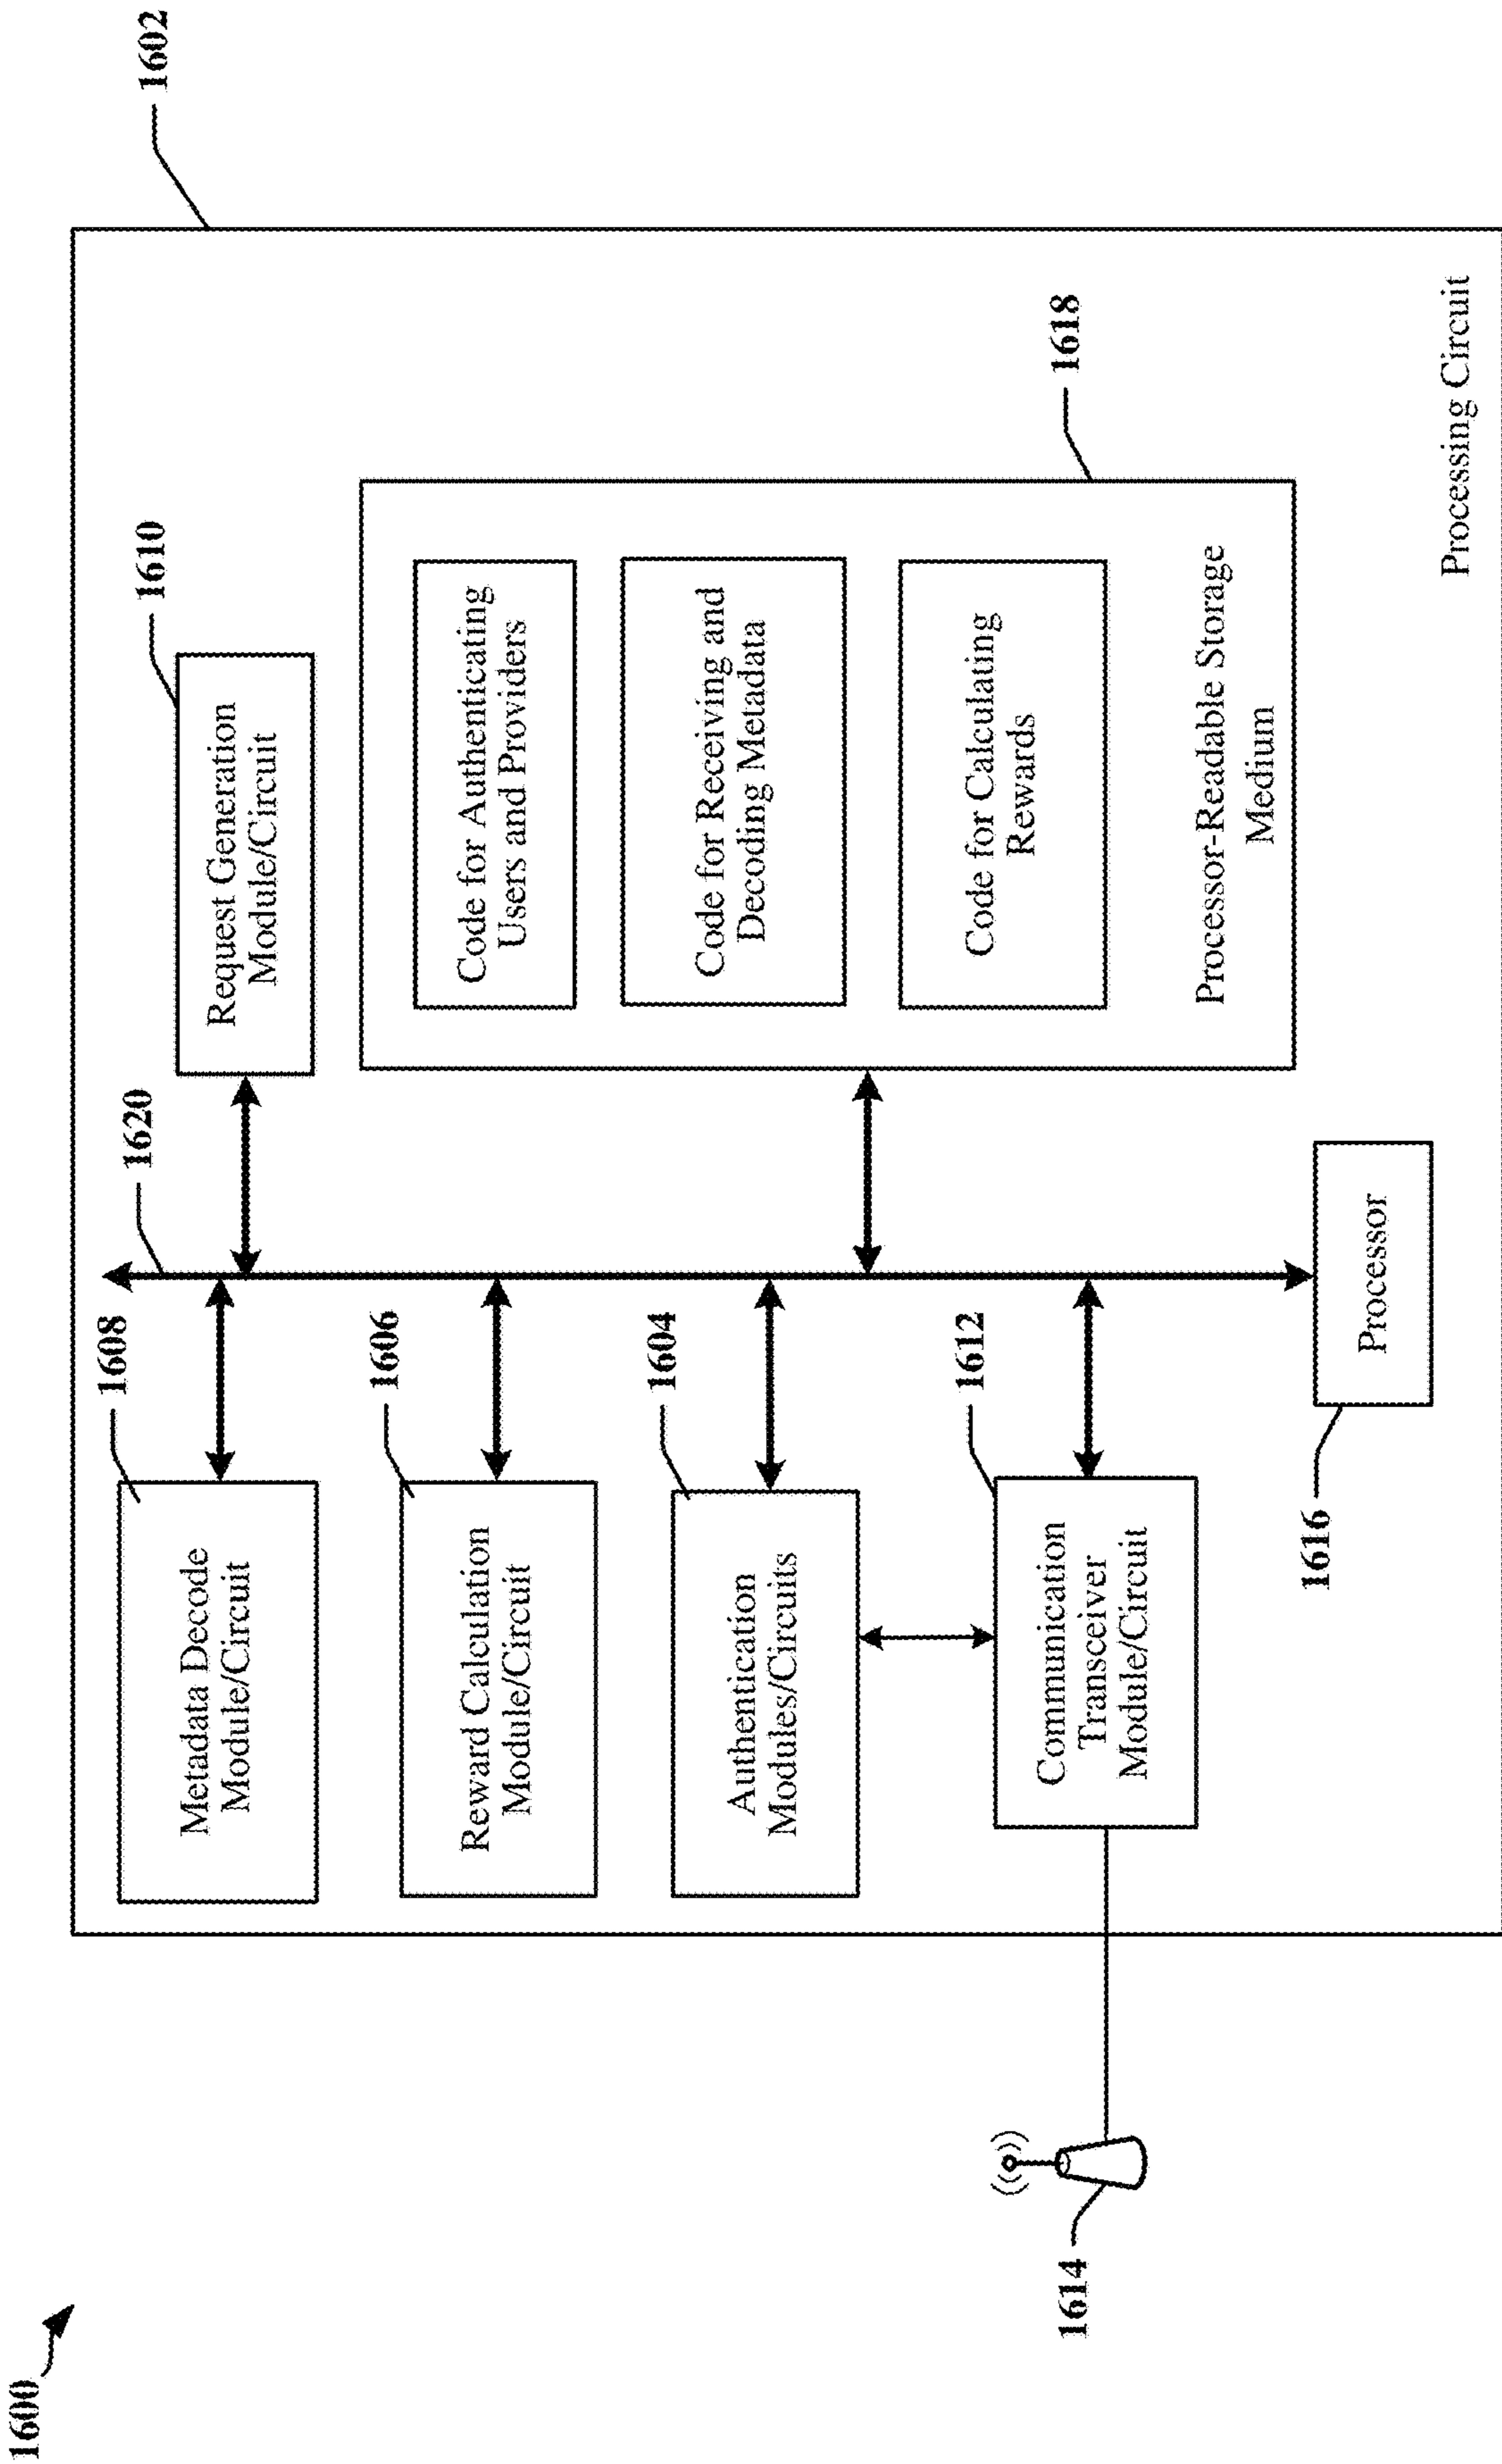 1600
1602
1608
Metadata Decode
Module/Circuit
1620
1610
Request Generation
Module/Circuit
1606
Reward Calculation
Module/Circuit
1604
Authentication
Modules/Circuits
1612
Communication
Transceiver
Module/Circuit
1614
1618
Code for Authenticating
Users and Providers
Code for Receiving and
Decoding Metadata
Code for Calculating
Rewards
Processor-Readable Storage
Medium
Processor
1616
Processing Circuit